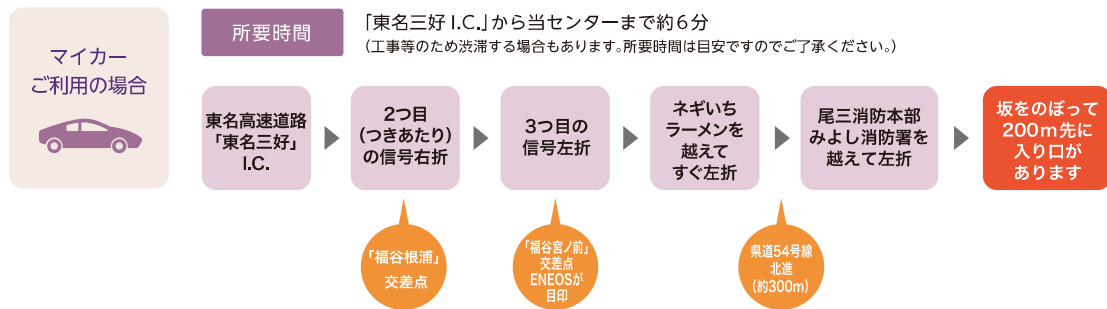 マイカー
ご利用の場合
所要時間
「東名三好 I.C.」から当センターまで約6分
（工事等のため渋滞する場合もあります。所要時間は目安ですのでご了承ください。）
東名高速道路
「東名三好」
I.C.
2つ目
（つきあたり）
の信号右折
3つ目の
信号左折
ネギいち
ラーメンを
越えて
すぐ左折
尾三消防本部
みよし消防署を
越えて左折
坂をのぼって
200m先に
入り口が
あります
「福谷根浦」
交差点
「福谷宮ノ前」
交差点
ENEOSが
目印
県道54号線
北進
（約300m）